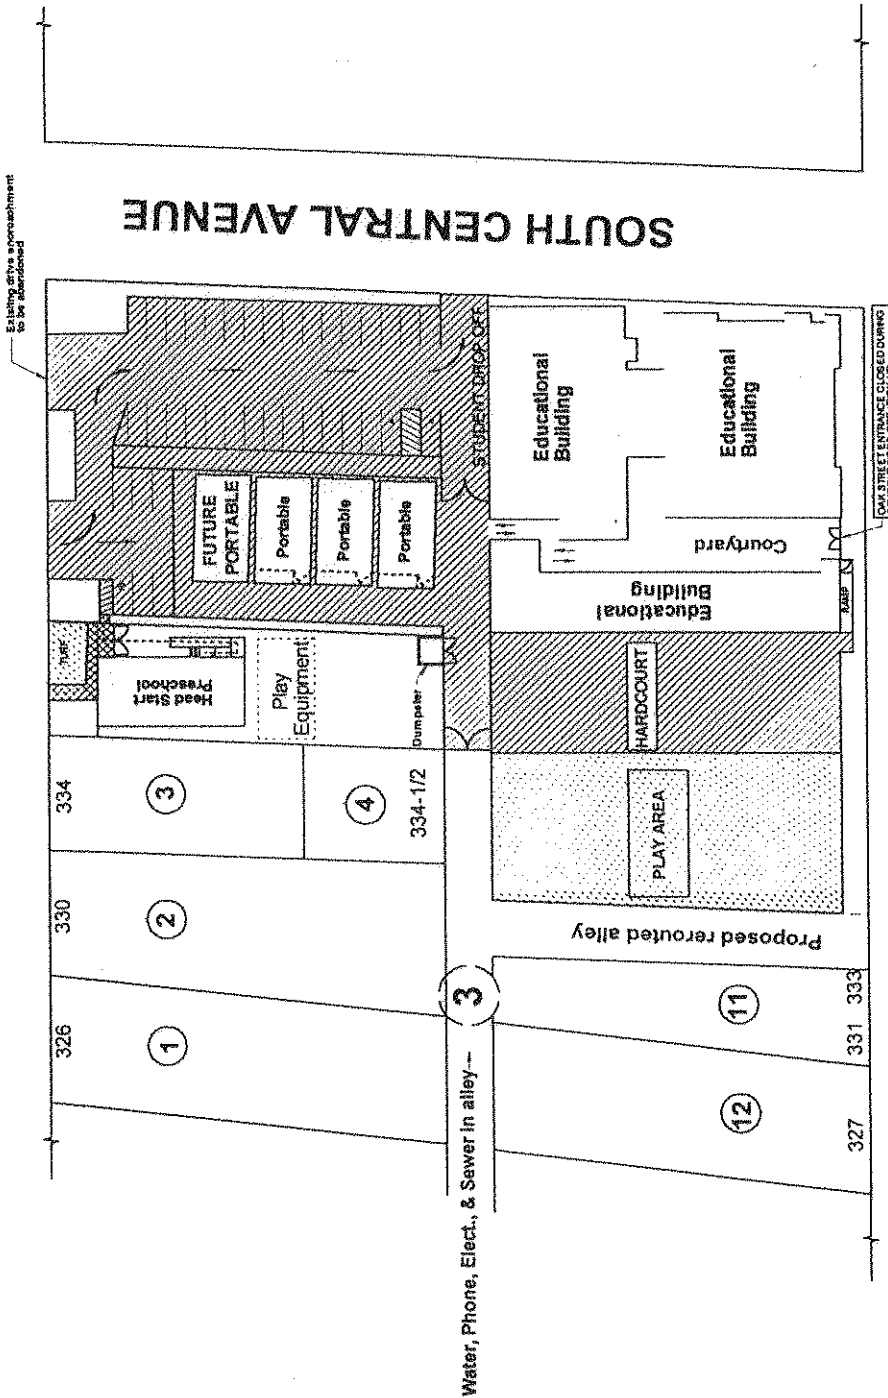 Existing drive encroachment
to be abandoned
SOUTH CENTRAL AVENUE
STUDENT DROP OFF
FUTURE
PORTABLE
Portable
Portable
Portable
Educational
Building
Educational
Building
Courtyard
Educational
Building
RAMP
OAK STREET ENTRANCE CLOSED DURING
TURF
Head Start
Preschool
Play
Equipment
Dumpster
HARDCOURT
PLAY AREA
334
3
4
334-1/2
330
2
326
1
Proposed rerouted alley
3
Water, Phone, Elect., & Sewer in alley
11
333
331
12
327